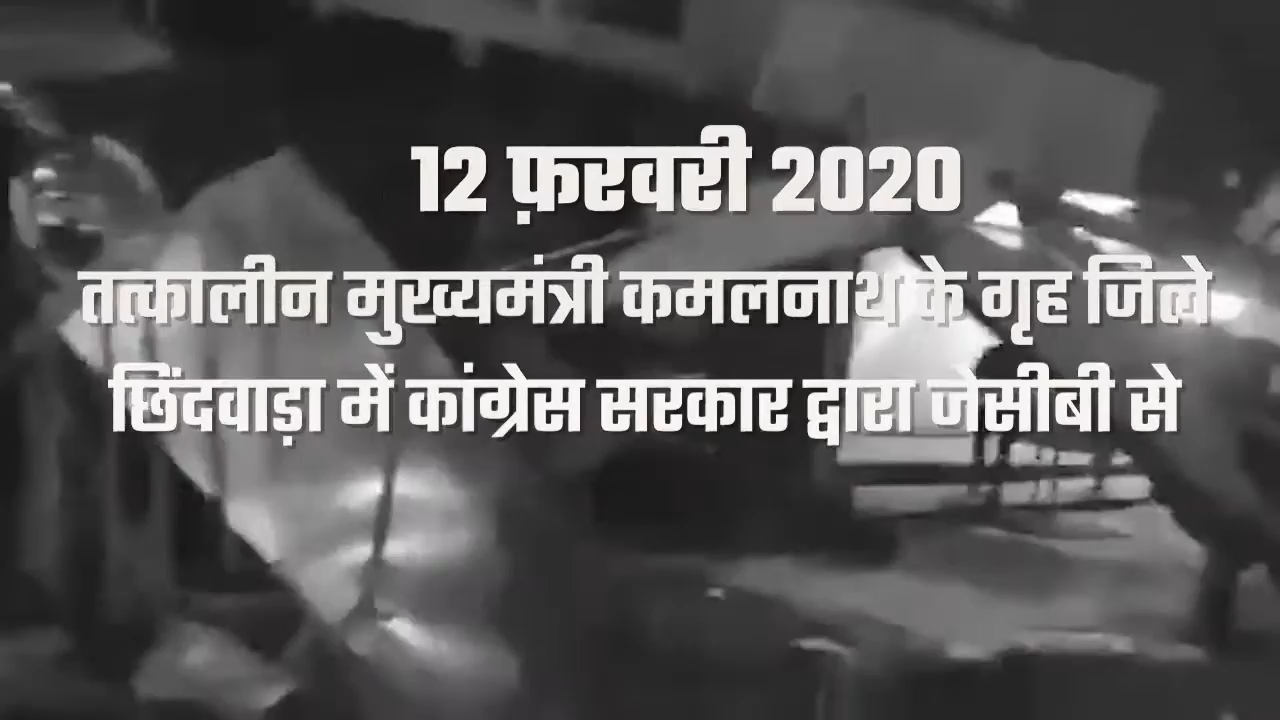 12 फ़रवरी 2020
तत्कालीन मुख्यमंत्री कमलनाथ के गृह जिले
छिंदवाड़ा में कांग्रेस सरकार द्वारा जेसीबी से